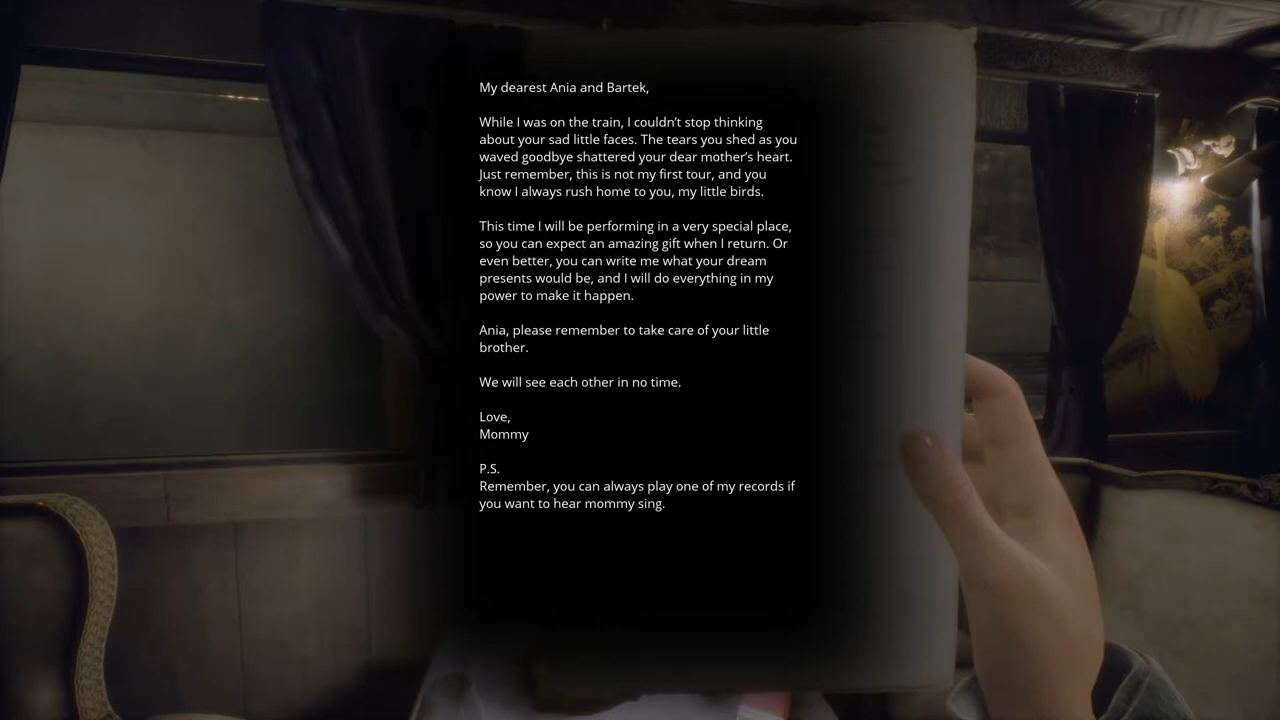 My dearest Ania and Bartek,
While I was on the train, I couldn't stop thinking
about your sad little faces. The tears you shed as you
waved goodbye shattered your dear mother's heart.
Just remember, this is not my first tour, and you
know I always rush home to you, my little birds.
This time I will be performing in a very special place,
so you can expect an amazing gift when I return. Or
even better, you can write me what your dream
presents would be, and I will do everything in my
power to make it happen.
Ania, please remember to take care of your little
brother.
We will see each other in no time.
Love,
Mommy
P.S.
Remember, you can always play one of my records if
you want to hear mommy sing.